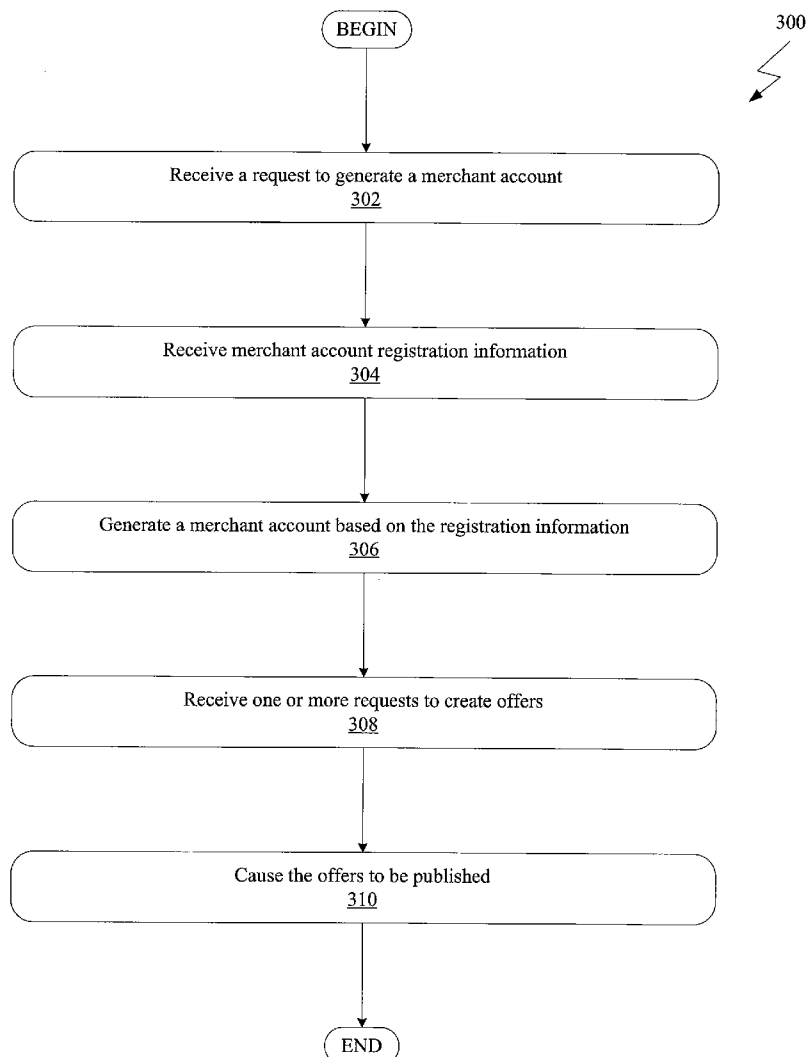 BEGIN
300
Receive a request to generate a merchant account
302
Receive merchant account registration information
304
Generate a merchant account based on the registration information
306
Receive one or more requests to create offers
308
Cause the offers to be published
310
END